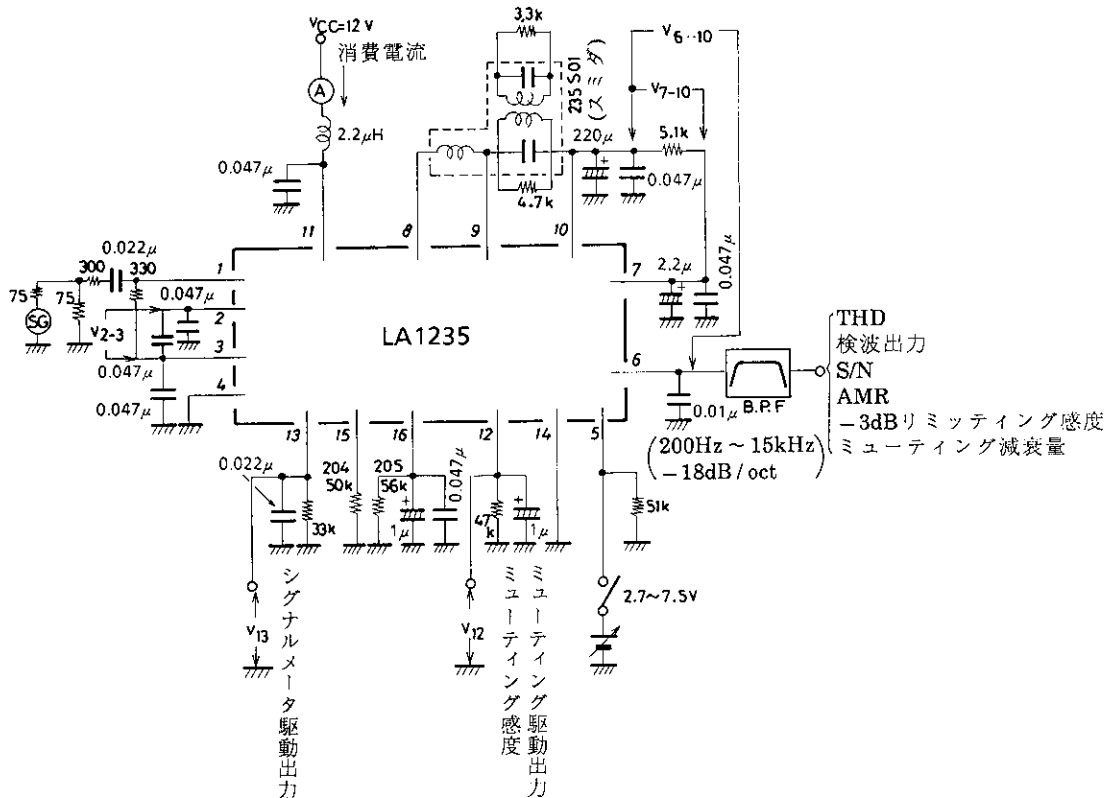 VCC=12 V
消費電流
A
2.2μH
0.047μ
3.3k
235 S01
(スミダ)
4.7k
220μ
+
0.047μ
5.1k
V6‥10
V7-10
11
8
9
10
0.022μ
300
330
75
75
SG
0.047μ
V2-3
0.047μ
0.047μ
1
2
3
4
LA1235
7
6
2.2μ
+
0.047μ
0.01μ
B.P.F
(200Hz～15kHz)
−18dB/oct
THD
検波出力
S/N
AMR
−3dBリミッティング感度
ミューティング減衰量
13
15
16
12
14
5
0.022μ
33k
204
50k
205
56k
+
1μ
0.047μ
47
k
+
1μ
51k
2.7~7.5V
V13
V12
シグナルメータ駆動出力
ミューティング感度
ミューティング駆動出力